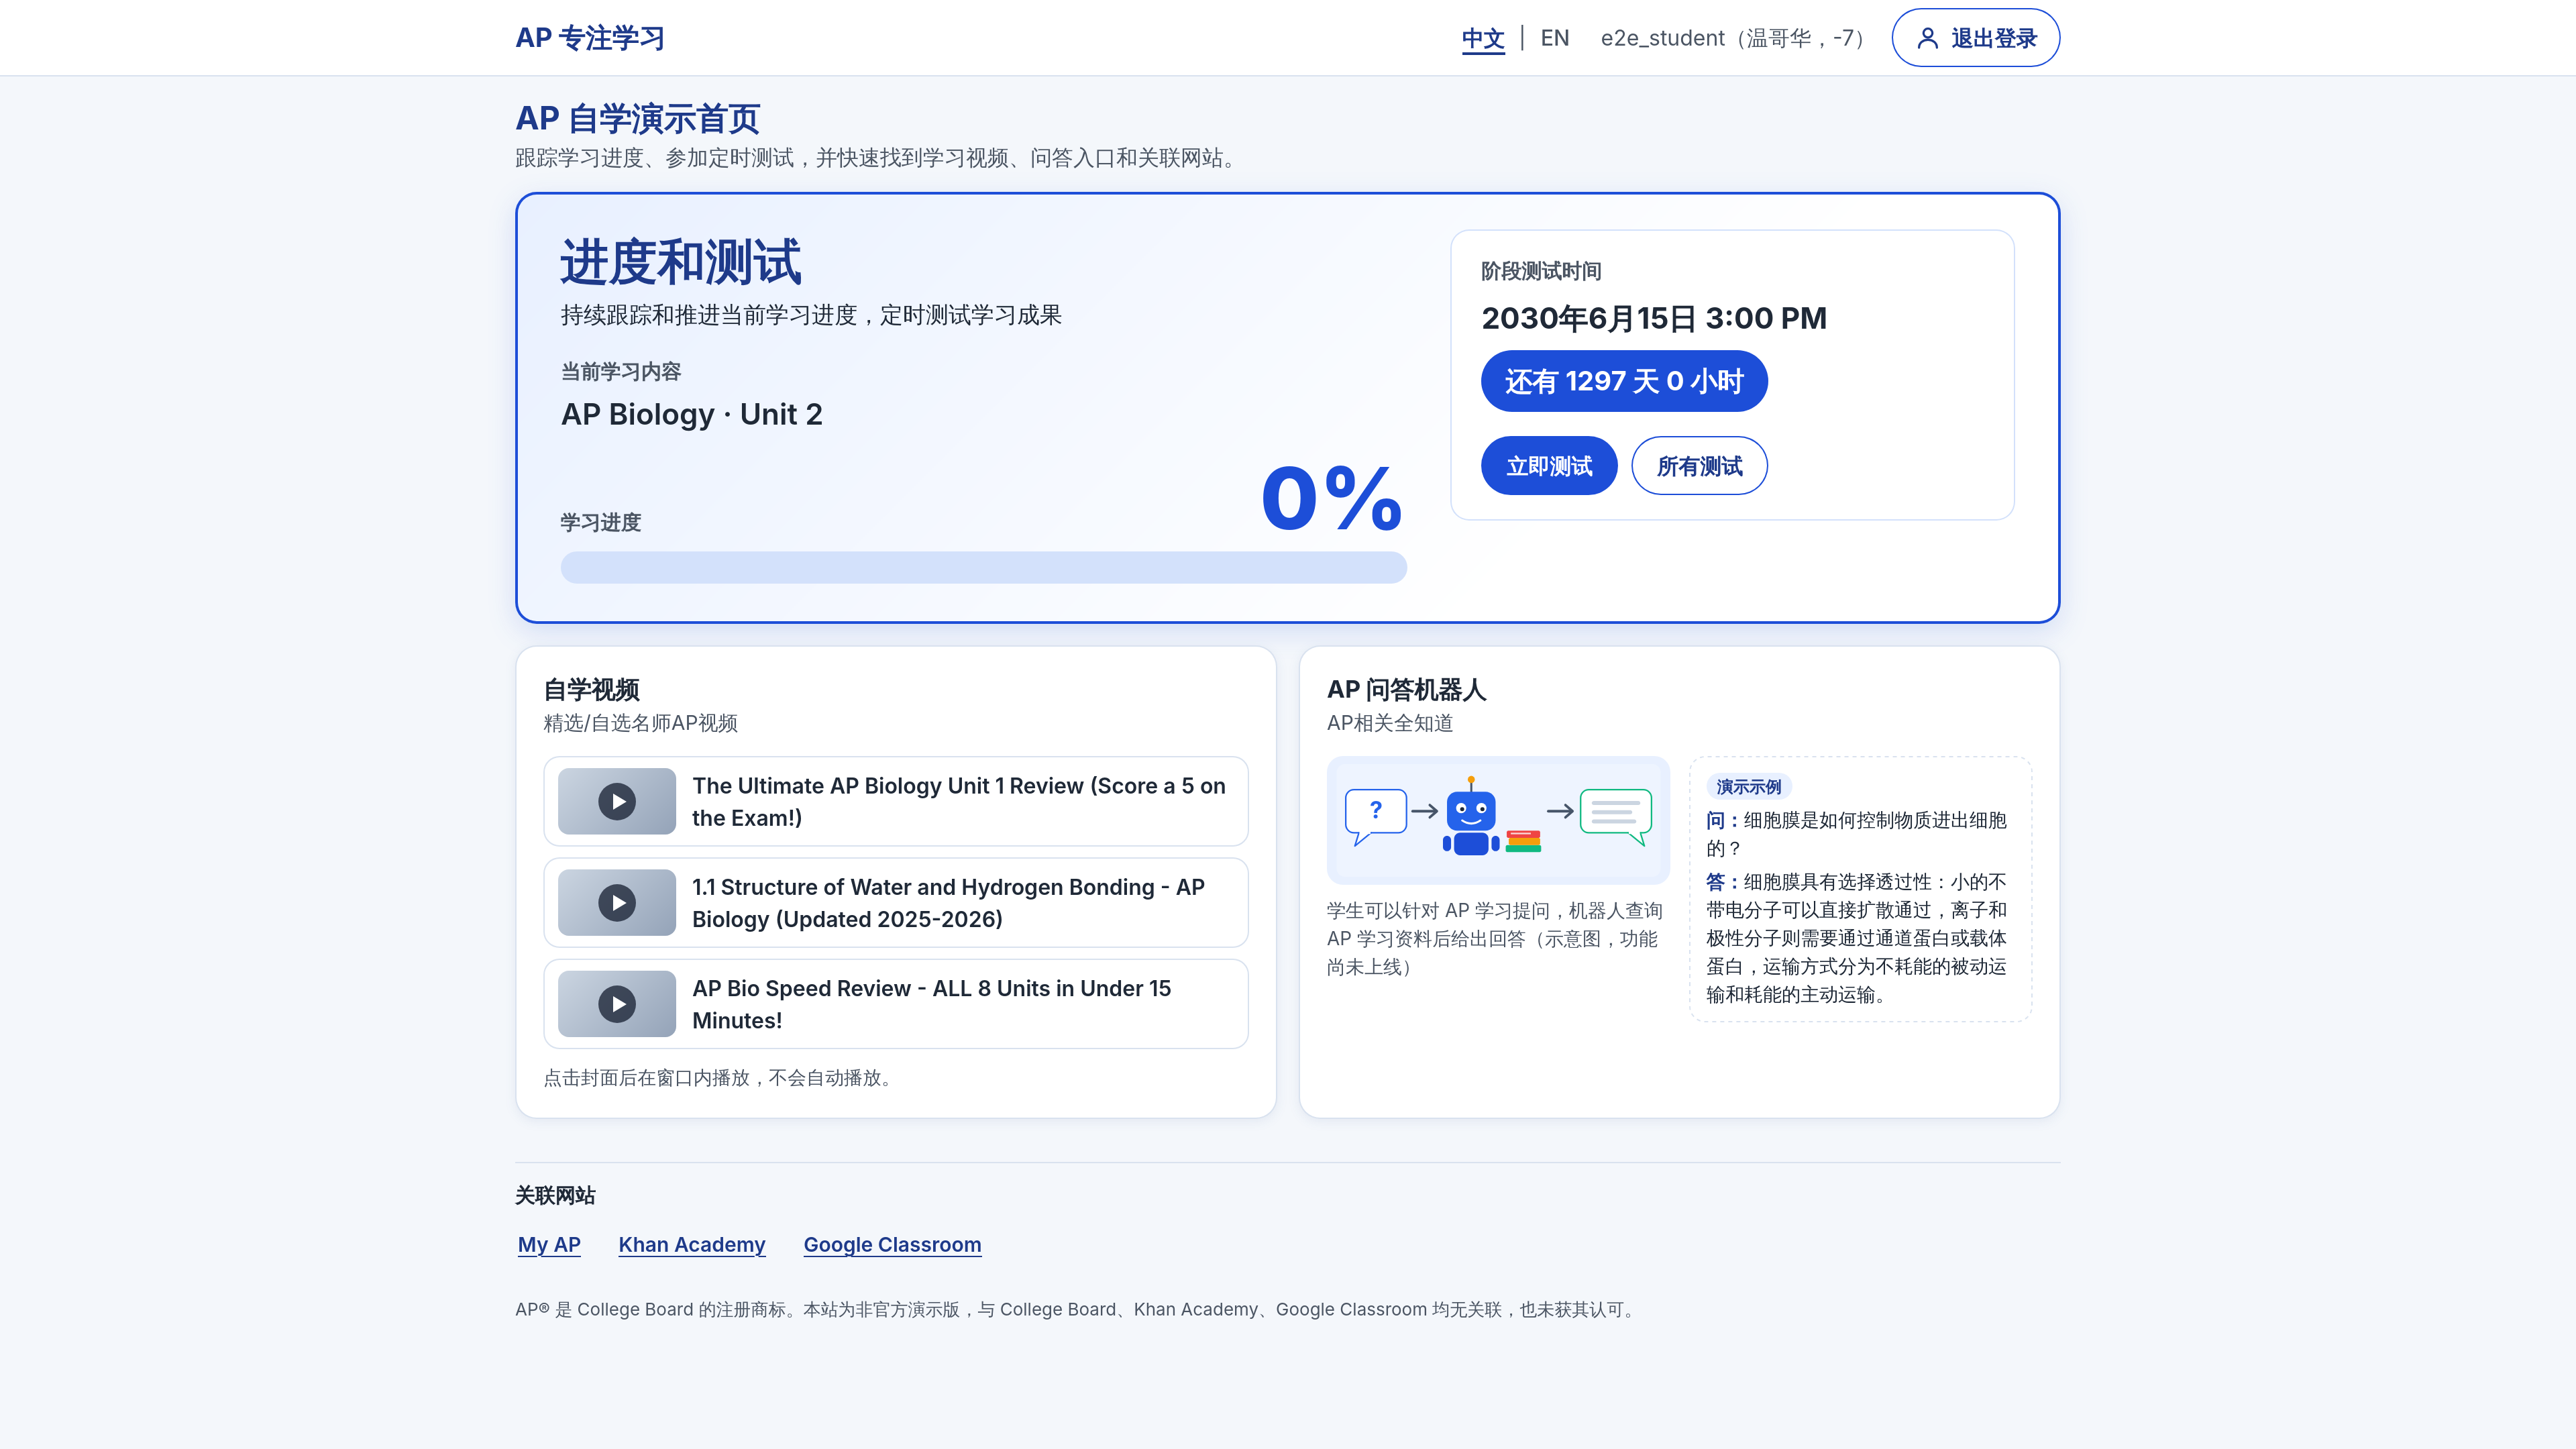 AP 专注学习
中文 | EN e2e_student（温哥华，-7） 退出登录
AP 自学演示首页
跟踪学习进度、参加定时测试，并快速找到学习视频、问答入口和关联网站。
进度和测试
持续跟踪和推进当前学习进度，定时测试学习成果
当前学习内容
AP Biology · Unit 2
学习进度
0%
阶段测试时间
2030年6月15日 3:00 PM
还有 1297 天 0 小时
立即测试 所有测试
自学视频
精选/自选名师AP视频
The Ultimate AP Biology Unit 1 Review (Score a 5 on
the Exam!)
1.1 Structure of Water and Hydrogen Bonding - AP
Biology (Updated 2025-2026)
AP Bio Speed Review - ALL 8 Units in Under 15
Minutes!
点击封面后在窗口内播放，不会自动播放。
AP 问答机器人
AP相关全知道
?
学生可以针对 AP 学习提问，机器人查询
AP 学习资料后给出回答（示意图，功能
尚未上线）
演示示例
问：细胞膜是如何控制物质进出细胞
的？
答：细胞膜具有选择透过性：小的不
带电分子可以直接扩散通过，离子和
极性分子则需要通过通道蛋白或载体
蛋白，运输方式分为不耗能的被动运
输和耗能的主动运输。
关联网站
My AP Khan Academy Google Classroom
AP® 是 College Board 的注册商标。本站为非官方演示版，与 College Board、Khan Academy、Google Classroom 均无关联，也未获其认可。